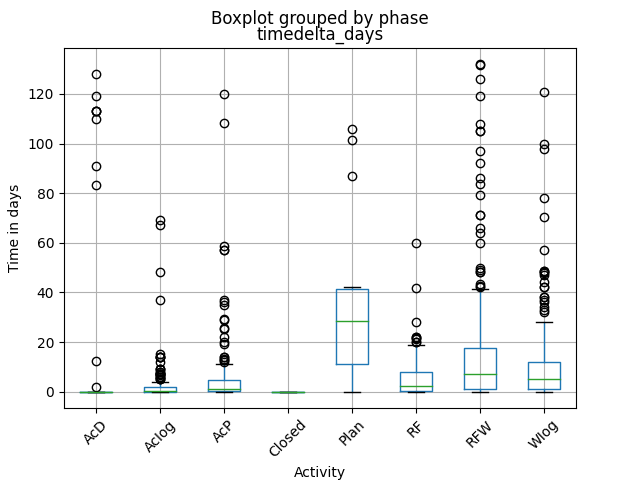 Boxplot grouped by phase
timedelta_days
120
100
80
60
40
20
0
Time in days
AcD
Aclog
AcP
Closed
Plan
RF
RFW
Wlog
Activity